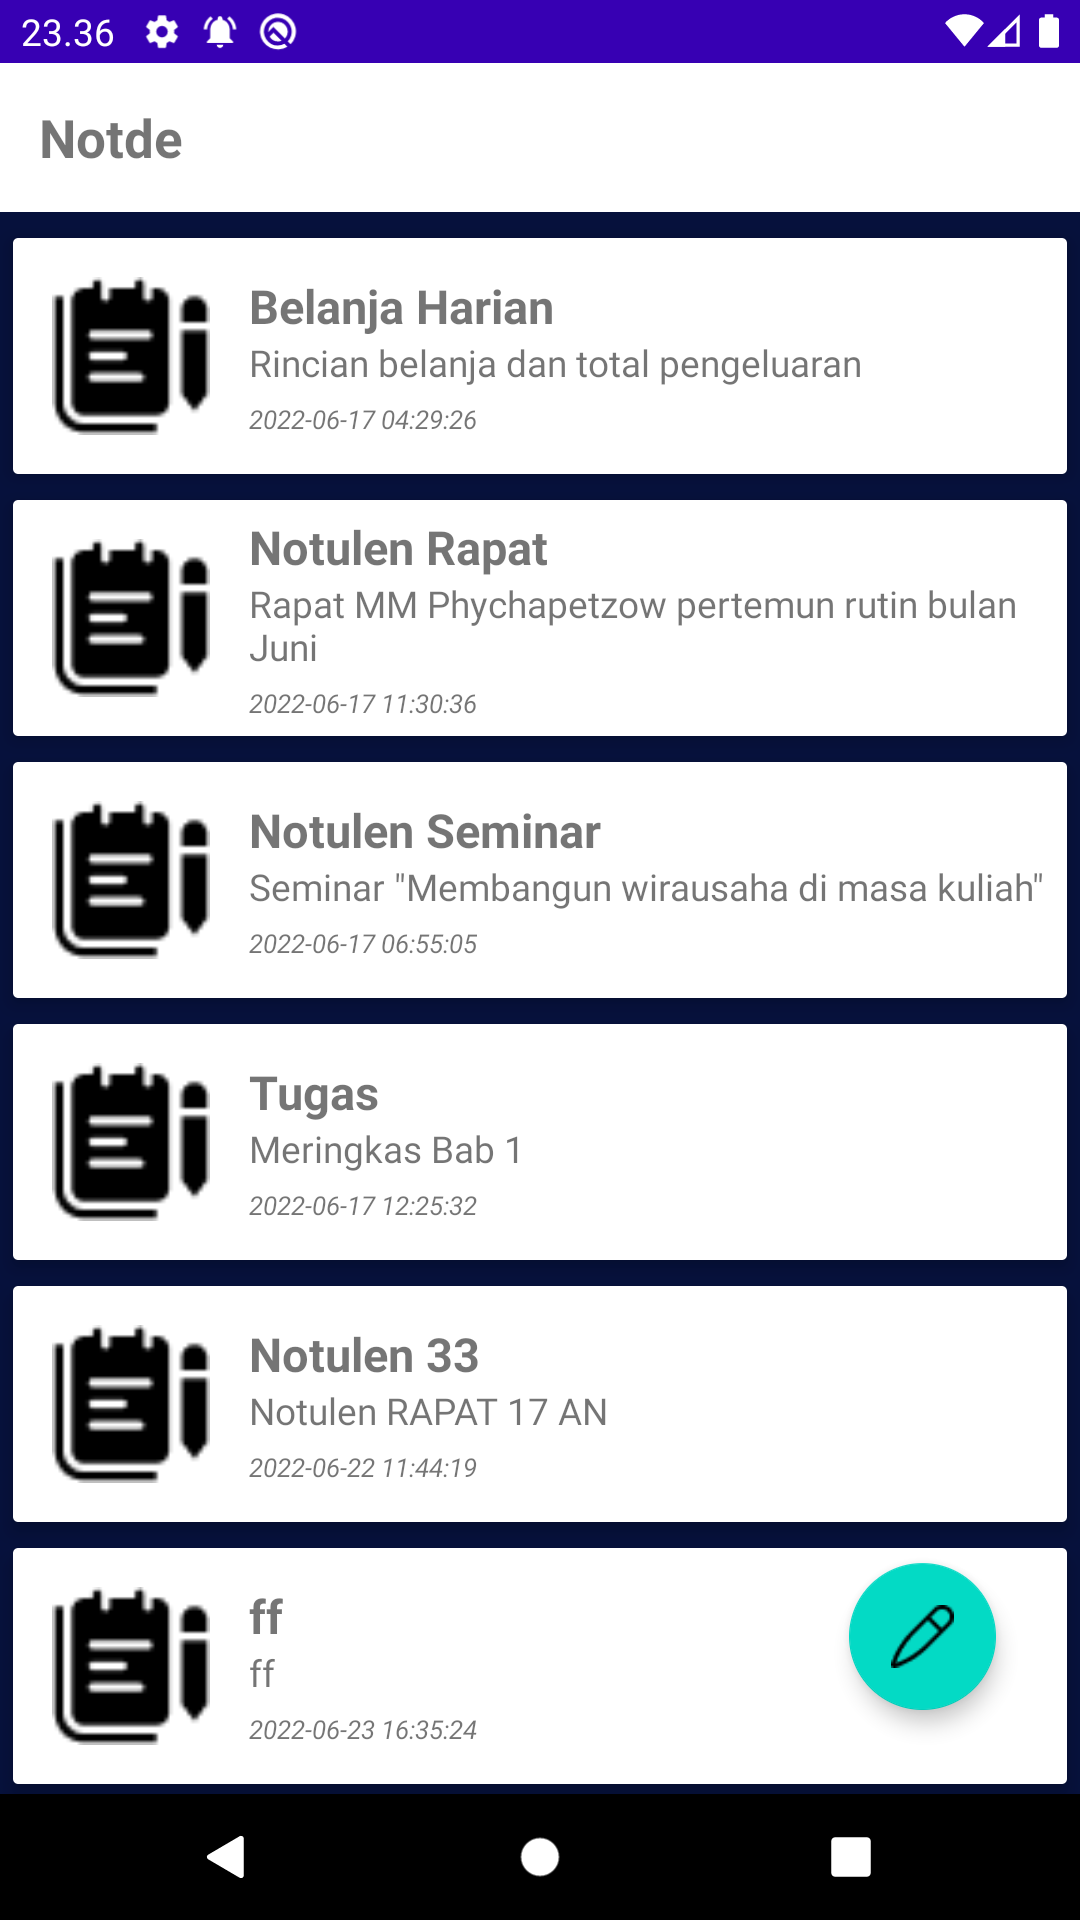 23.36
Notde
Belanja Harian
Rincian belanja dan total pengeluaran
2022-06-17 04:29:26
Notulen Rapat
Rapat MM Phychapetzow pertemun rutin bulan
Juni
2022-06-17 11:30:36
Notulen Seminar
Seminar "Membangun wirausaha di masa kuliah"
2022-06-17 06:55:05
Tugas
Meringkas Bab 1
2022-06-17 12:25:32
Notulen 33
Notulen RAPAT 17 AN
2022-06-22 11:44:19
ff
ff
2022-06-23 16:35:24